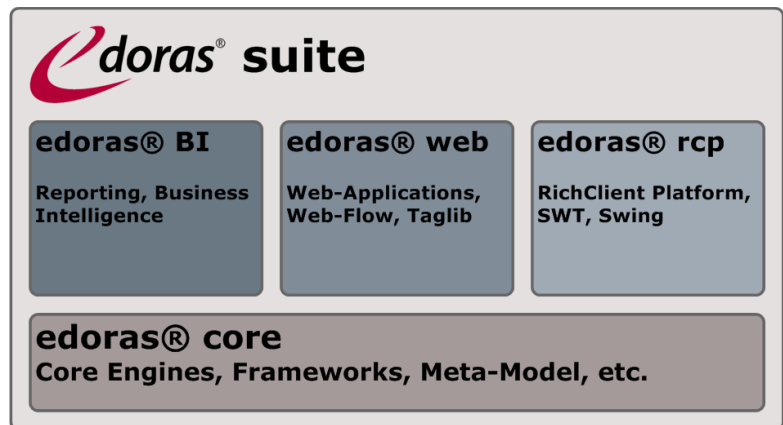 edoras® suite
edoras® BI
Reporting, Business
Intelligence
edoras® web
Web-Applications,
Web-Flow, Taglib
edoras® rcp
RichClient Platform,
SWT, Swing
edoras® core
Core Engines, Frameworks, Meta-Model, etc.